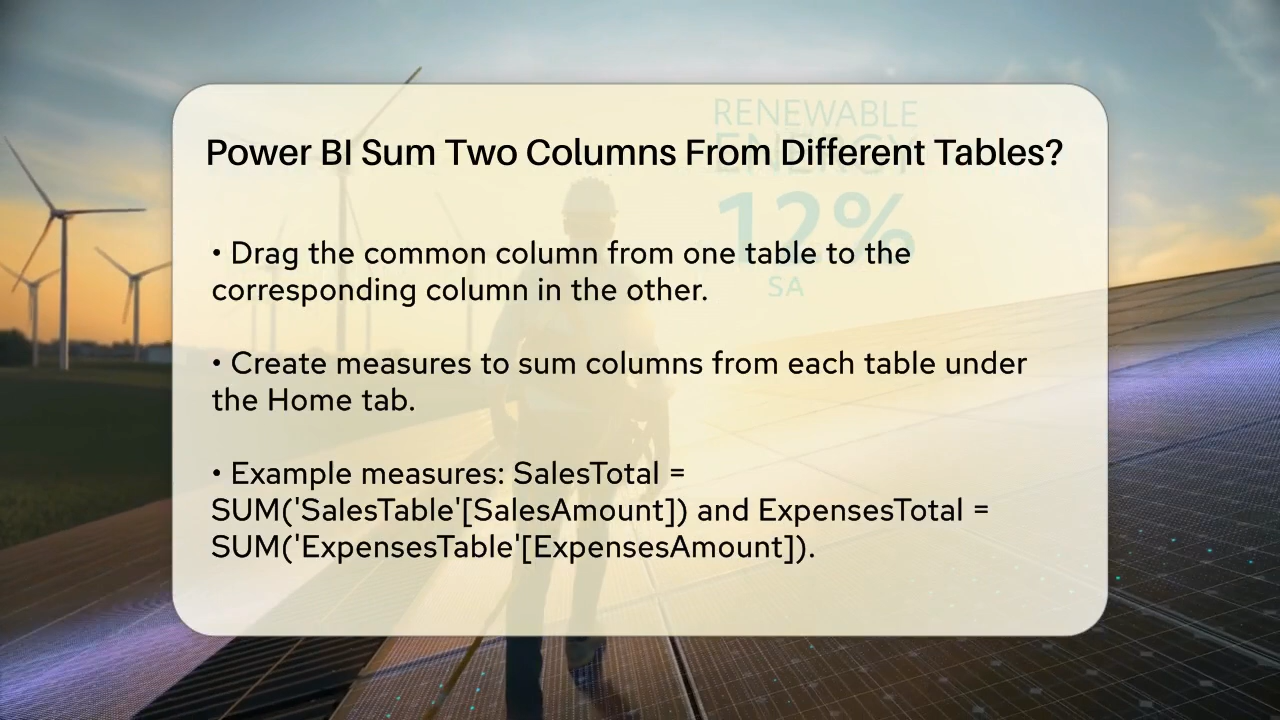 RENEWABLE
ENERGY
12%
SA
Power BI Sum Two Columns From Different Tables?
• Drag the common column from one table to the
corresponding column in the other.
• Create measures to sum columns from each table under
the Home tab.
• Example measures: SalesTotal =
SUM('SalesTable'[SalesAmount]) and ExpensesTotal =
SUM('ExpensesTable'[ExpensesAmount]).